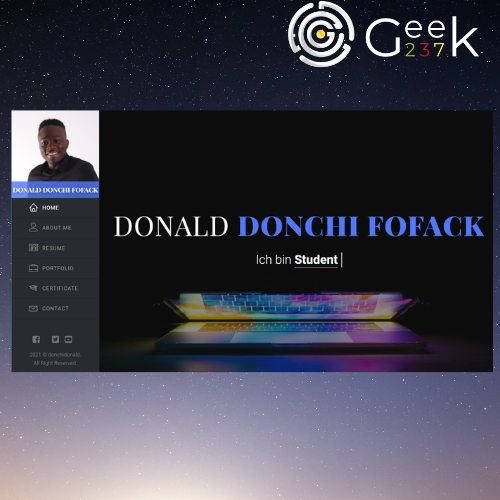 Geek
237
DONALD DONCHI FOFACK
HOME
ABOUT ME
RESUME
PORTFOLIO
CERTIFICATE
CONTACT
2021 © donchidonald.
All Right Reserved.
DONALD DONCHI FOFACK
Ich bin Student